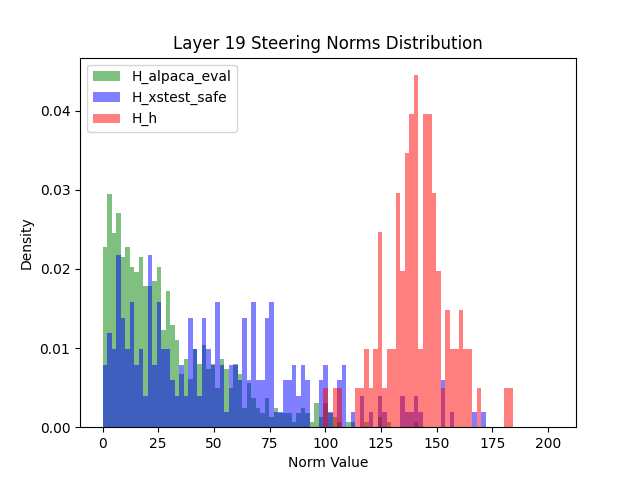 Layer 19 Steering Norms Distribution
H_alpaca_eval
H_xstest_safe
H_h
0.04
0.03
0.02
0.01
0.00
Density
0 25 50 75 100 125 150 175 200
Norm Value